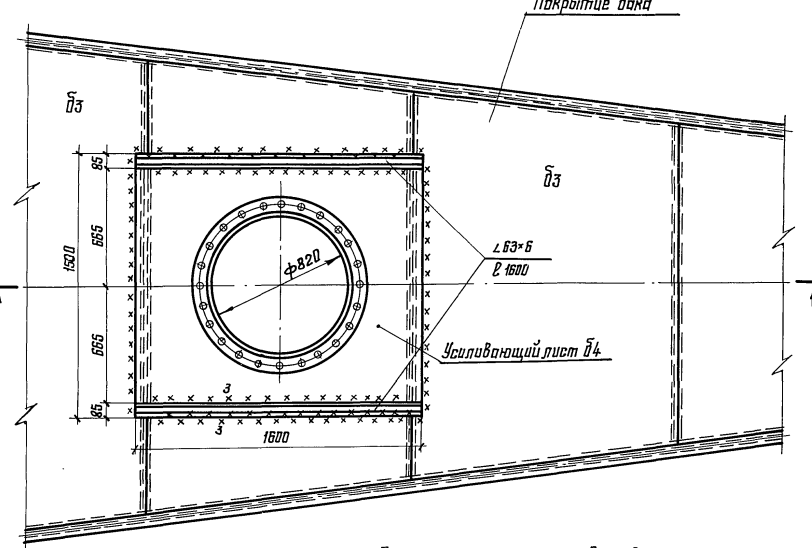 Покрытие бака
δ3
δ3
85
665
1500
665
85
ф820
∟63×6
ℓ 1600
Усиливающий лист δ4
3
3
1600